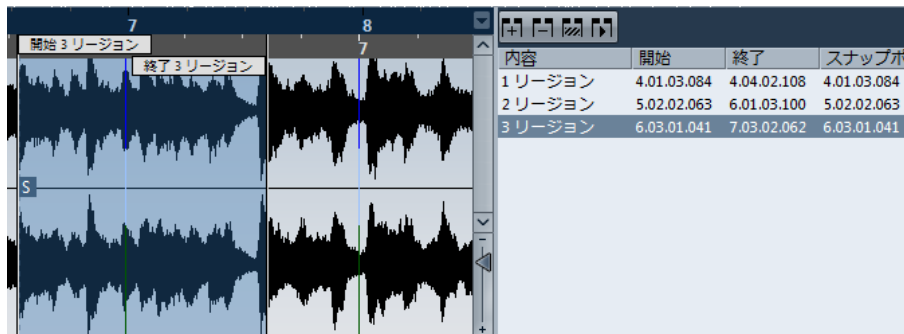 7 8
開始 3 リージョン
7
終了 3 リージョン
S
内容 開始 終了 スナップポ
1 リージョン 4.01.03.084 4.04.02.108 4.01.03.084
2 リージョン 5.02.02.063 6.01.03.100 5.02.02.063
3 リージョン 6.03.01.041 7.03.02.062 6.03.01.041